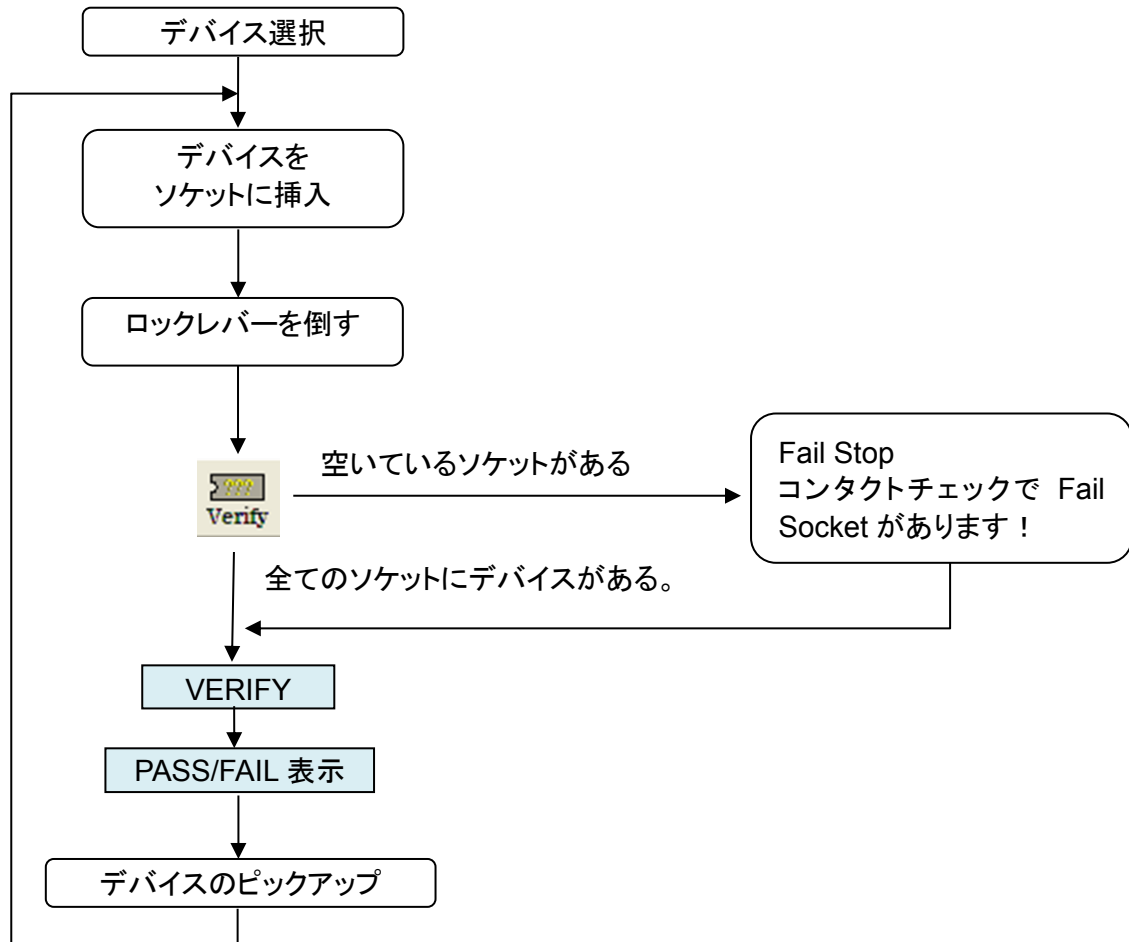 デバイス選択
デバイスを
ソケットに挿入
ロックレバーを倒す
???
Verify
空いているソケットがある
Fail Stop
コンタクトチェックで Fail
Socket があります！
全てのソケットにデバイスがある。
VERIFY
PASS/FAIL 表示
デバイスのピックアップ